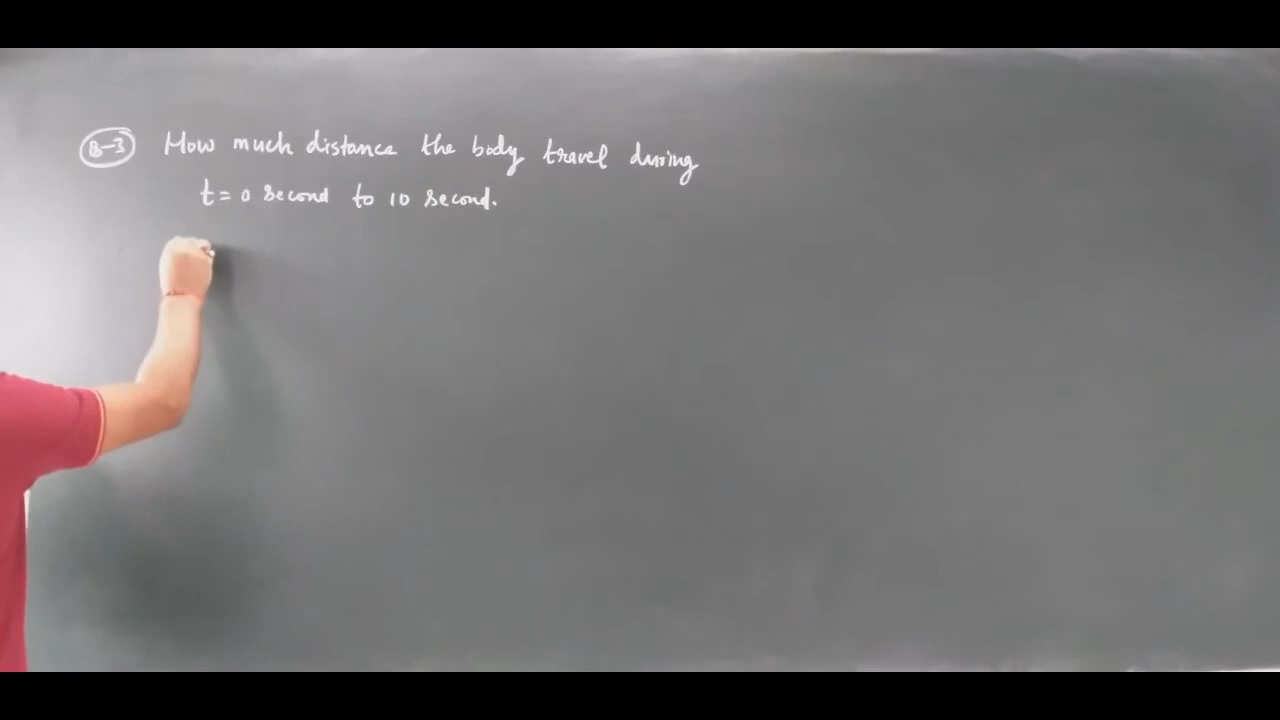 B-3 How much distance the body travel during
t = 0 second to 10 second.